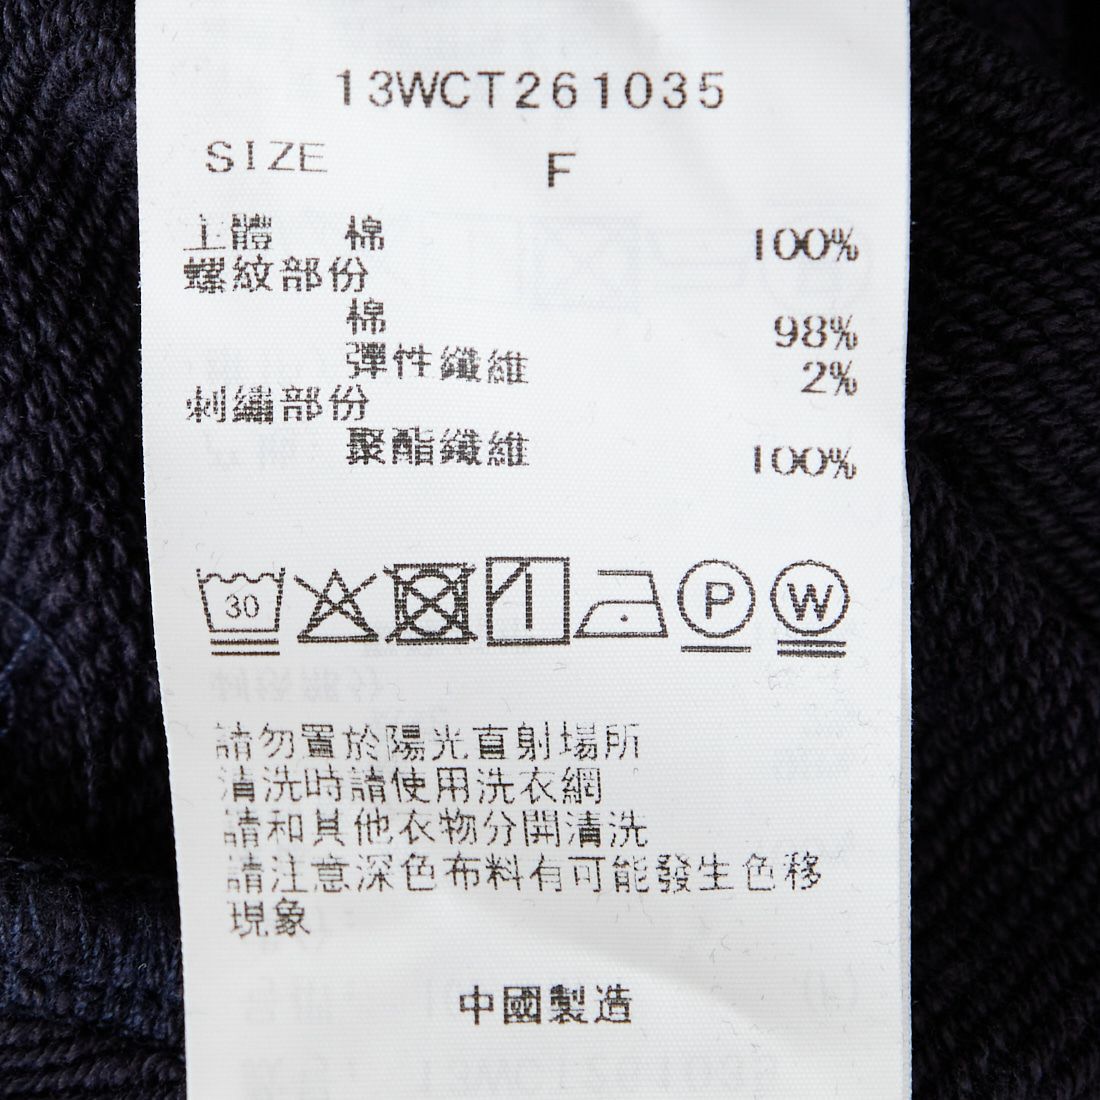 13WCT261035
SIZE F
主體 棉 100%
螺紋部份
棉 98%
彈性纖維 2%
刺繡部份
聚酯纖維 100%
30 P W
請勿置於陽光直射場所
清洗時請使用洗衣網
請和其他衣物分開清洗
請注意深色布料有可能發生色移
現象
中國製造